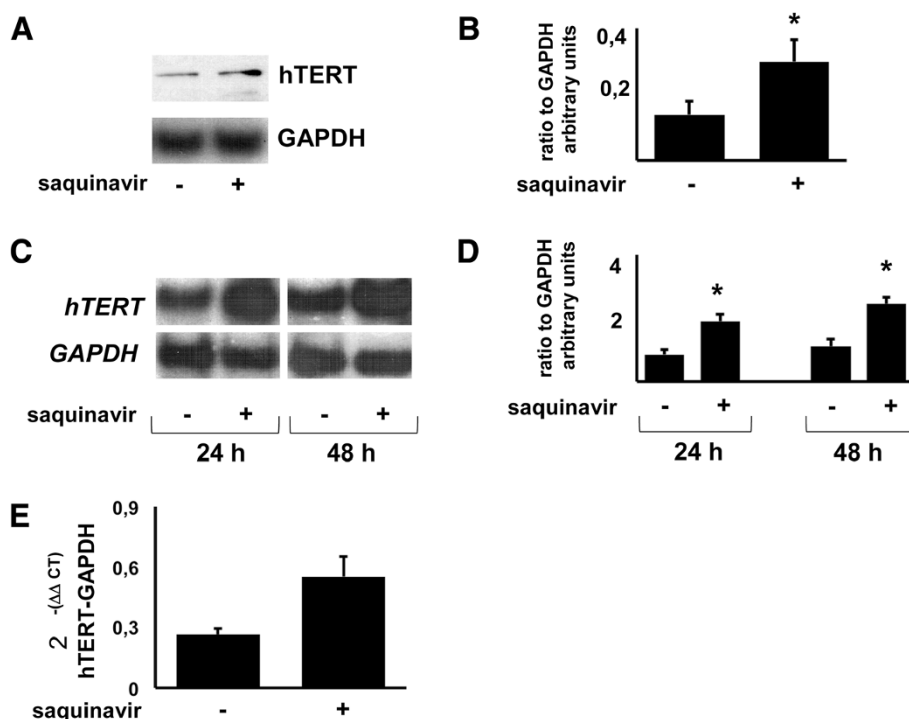 A
hTERT
GAPDH
saquinavir - +
B
ratio to GAPDH
arbitrary units
0,4
0,2
*
saquinavir - +
C
hTERT
GAPDH
saquinavir - + - +
24 h 48 h
D
ratio to GAPDH
arbitrary units
4
2
* *
saquinavir - + - +
24 h 48 h
E
2 -(ΔΔ CT)
hTERT-GAPDH
0,9
0,6
0,3
0
saquinavir - +